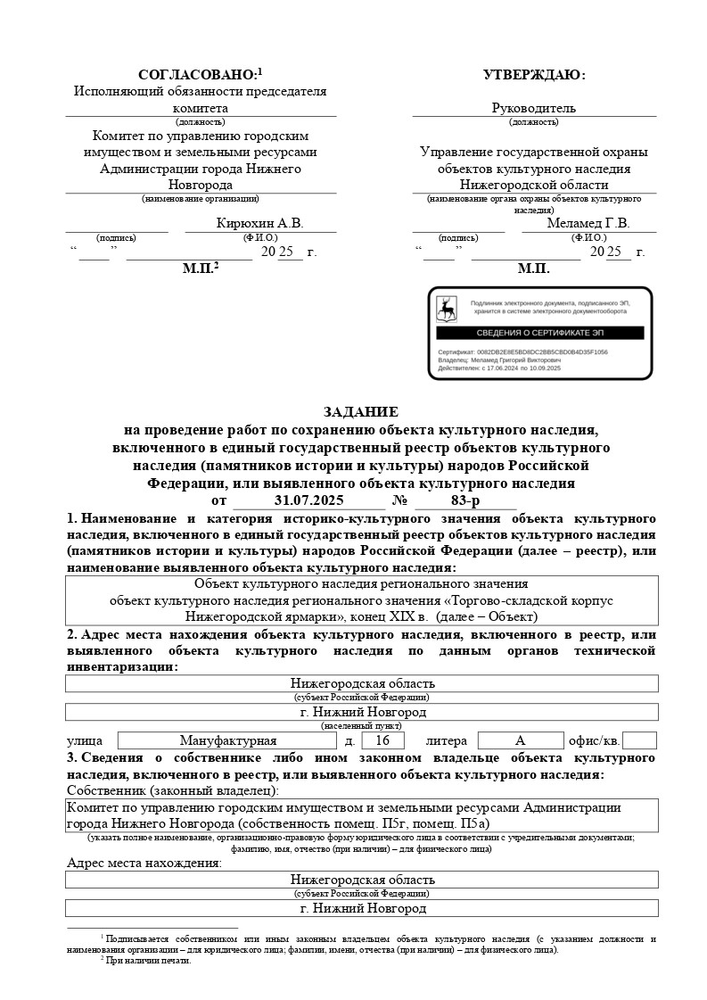 СОГЛАСОВАНО:1
Исполняющий обязанности председателя
комитета
(должность)
Комитет по управлению городским
имуществом и земельными ресурсами
Администрации города Нижнего
Новгорода
(наименование организации)
Кирюхин А.В.
(подпись) (Ф.И.О.)
“ ” 20 25 г.
М.П.2
УТВЕРЖДАЮ:
Руководитель
(должность)
Управление государственной охраны
объектов культурного наследия
Нижегородской области
(наименование органа охраны объектов культурного
наследия)
Меламед Г.В.
(подпись) (Ф.И.О.)
“ ” 20 25 г.
М.П.
Подлинник электронного документа, подписанного ЭП,
хранится в системе электронного документооборота
СВЕДЕНИЯ О СЕРТИФИКАТЕ ЭП
Сертификат: 0082DB2E8E5BD8DC2BB5CBD0B4D35F1056
Владелец: Меламед Григорий Викторович
Действителен: с 17.06.2024 по 10.09.2025
ЗАДАНИЕ
на проведение работ по сохранению объекта культурного наследия,
включенного в единый государственный реестр объектов культурного
наследия (памятников истории и культуры) народов Российской
Федерации, или выявленного объекта культурного наследия
от 31.07.2025 № 83-р
1. Наименование и категория историко-культурного значения объекта культурного
наследия, включенного в единый государственный реестр объектов культурного наследия
(памятников истории и культуры) народов Российской Федерации (далее – реестр), или
наименование выявленного объекта культурного наследия:
Объект культурного наследия регионального значения
объект культурного наследия регионального значения «Торгово-складской корпус
Нижегородской ярмарки», конец XIX в. (далее – Объект)
2. Адрес места нахождения объекта культурного наследия, включенного в реестр, или
выявленного объекта культурного наследия по данным органов технической
инвентаризации:
Нижегородская область
(субъект Российской Федерации)
г. Нижний Новгород
(населенный пункт)
улица Мануфактурная д. 16 литера А офис/кв.
3. Сведения о собственнике либо ином законном владельце объекта культурного
наследия, включенного в реестр, или выявленного объекта культурного наследия:
Собственник (законный владелец):
Комитет по управлению городским имуществом и земельными ресурсами Администрации
города Нижнего Новгорода (собственность помещ. П5г, помещ. П5а)
(указать полное наименование, организационно-правовую форму юридического лица в соответствии с учредительными документами;
фамилию, имя, отчество (при наличии) – для физического лица)
Адрес места нахождения:
Нижегородская область
(субъект Российской Федерации)
г. Нижний Новгород
1 Подписывается собственником или иным законным владельцем объекта культурного наследия (с указанием должности и
наименования организации – для юридического лица; фамилии, имени, отчества (при наличии) – для физического лица).
2 При наличии печати.